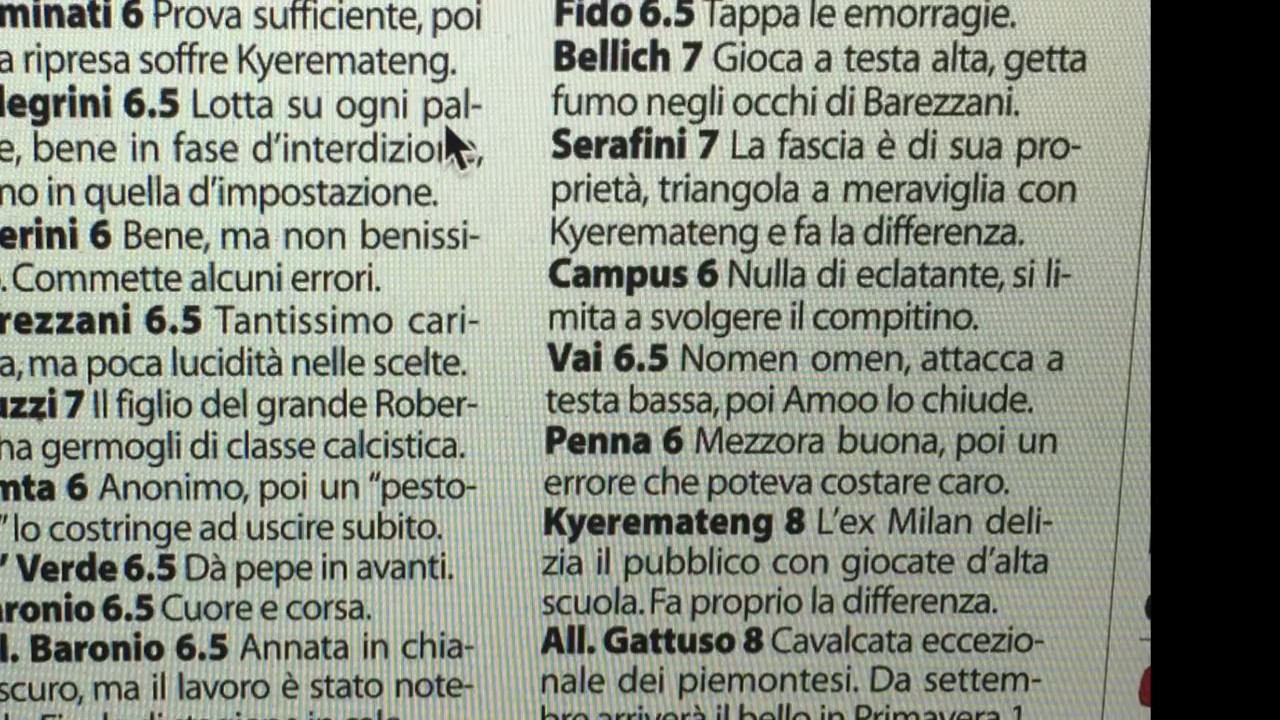 minati 6 Prova sufficiente, poi
a ripresa soffre Kyeremateng.
legrini 6.5 Lotta su ogni pal-
e, bene in fase d'interdizione,
no in quella d'impostazione.
erini 6 Bene, ma non benissi-
. Commette alcuni errori.
rezzani 6.5 Tantissimo cari-
a, ma poca lucidità nelle scelte.
uzzi 7 Il figlio del grande Rober-
ha germogli di classe calcistica.
mta 6 Anonimo, poi un "pesto-
" lo costringe ad uscire subito.
' Verde 6.5 Dà pepe in avanti.
aronio 6.5 Cuore e corsa.
l. Baronio 6.5 Annata in chia-
scuro, ma il lavoro è stato note-
Fido 6.5 Tappa le emorragie.
Bellich 7 Gioca a testa alta, getta
fumo negli occhi di Barezzani.
Serafini 7 La fascia è di sua pro-
prietà, triangola a meraviglia con
Kyeremateng e fa la differenza.
Campus 6 Nulla di eclatante, si li-
mita a svolgere il compitino.
Vai 6.5 Nomen omen, attacca a
testa bassa, poi Amoo lo chiude.
Penna 6 Mezzora buona, poi un
errore che poteva costare caro.
Kyeremateng 8 L'ex Milan deli-
zia il pubblico con giocate d'alta
scuola. Fa proprio la differenza.
All. Gattuso 8 Cavalcata eccezio-
nale dei piemontesi. Da settem-
bre arriverà il bello in Primavera 1